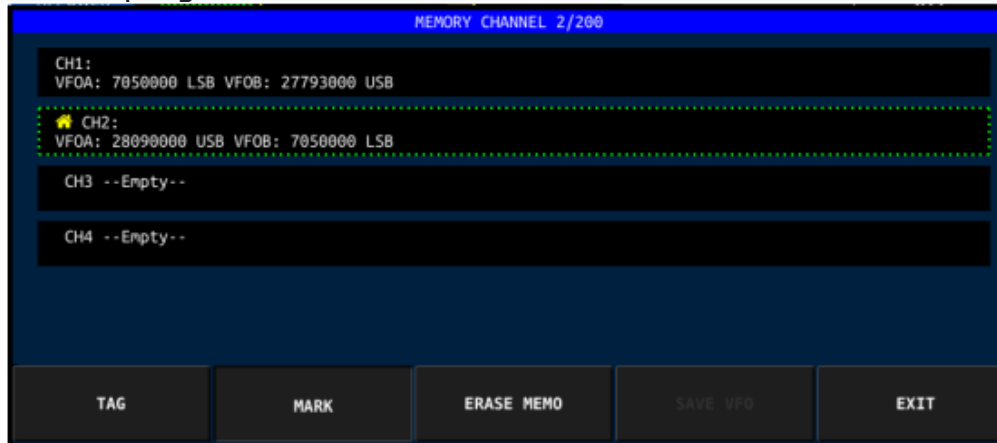 MEMORY CHANNEL 2/200
CH1:
VFOA: 7050000 LSB VFOB: 27793000 USB
CH2:
VFOA: 28090000 USB VFOB: 7050000 LSB
CH3 --Empty--
CH4 --Empty--
TAG MARK ERASE MEMO SAVE VFO EXIT